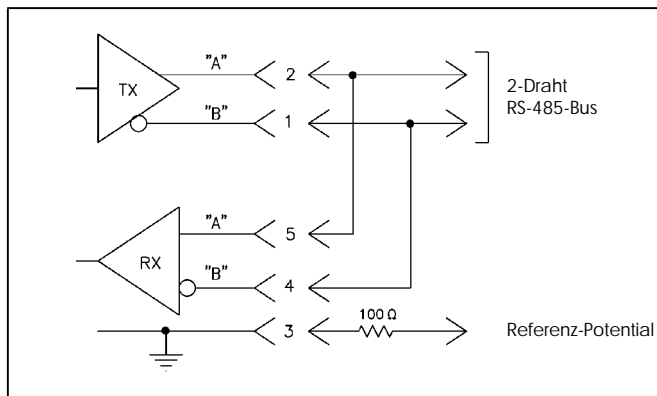 "A"
2
TX
2-Draht
RS-485-Bus
"B"
1
"A"
5
RX
"B"
4
100 Ω
3
Referenz-Potential